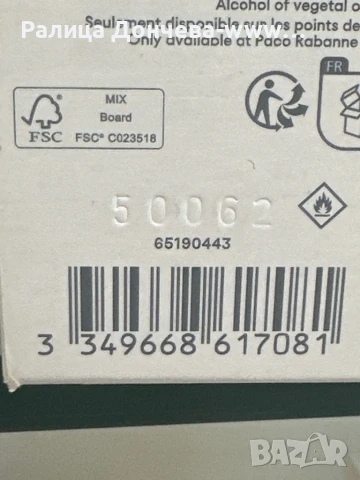 Alcohol of vegetal o
Ралица Дончева-Бижу
Seulement disponible sur les points de
Only available at Paco Rabanne
FR
MIX
Board
FSC
FSC® C023518
50062
65190443
3 349668 617081
BAZAR